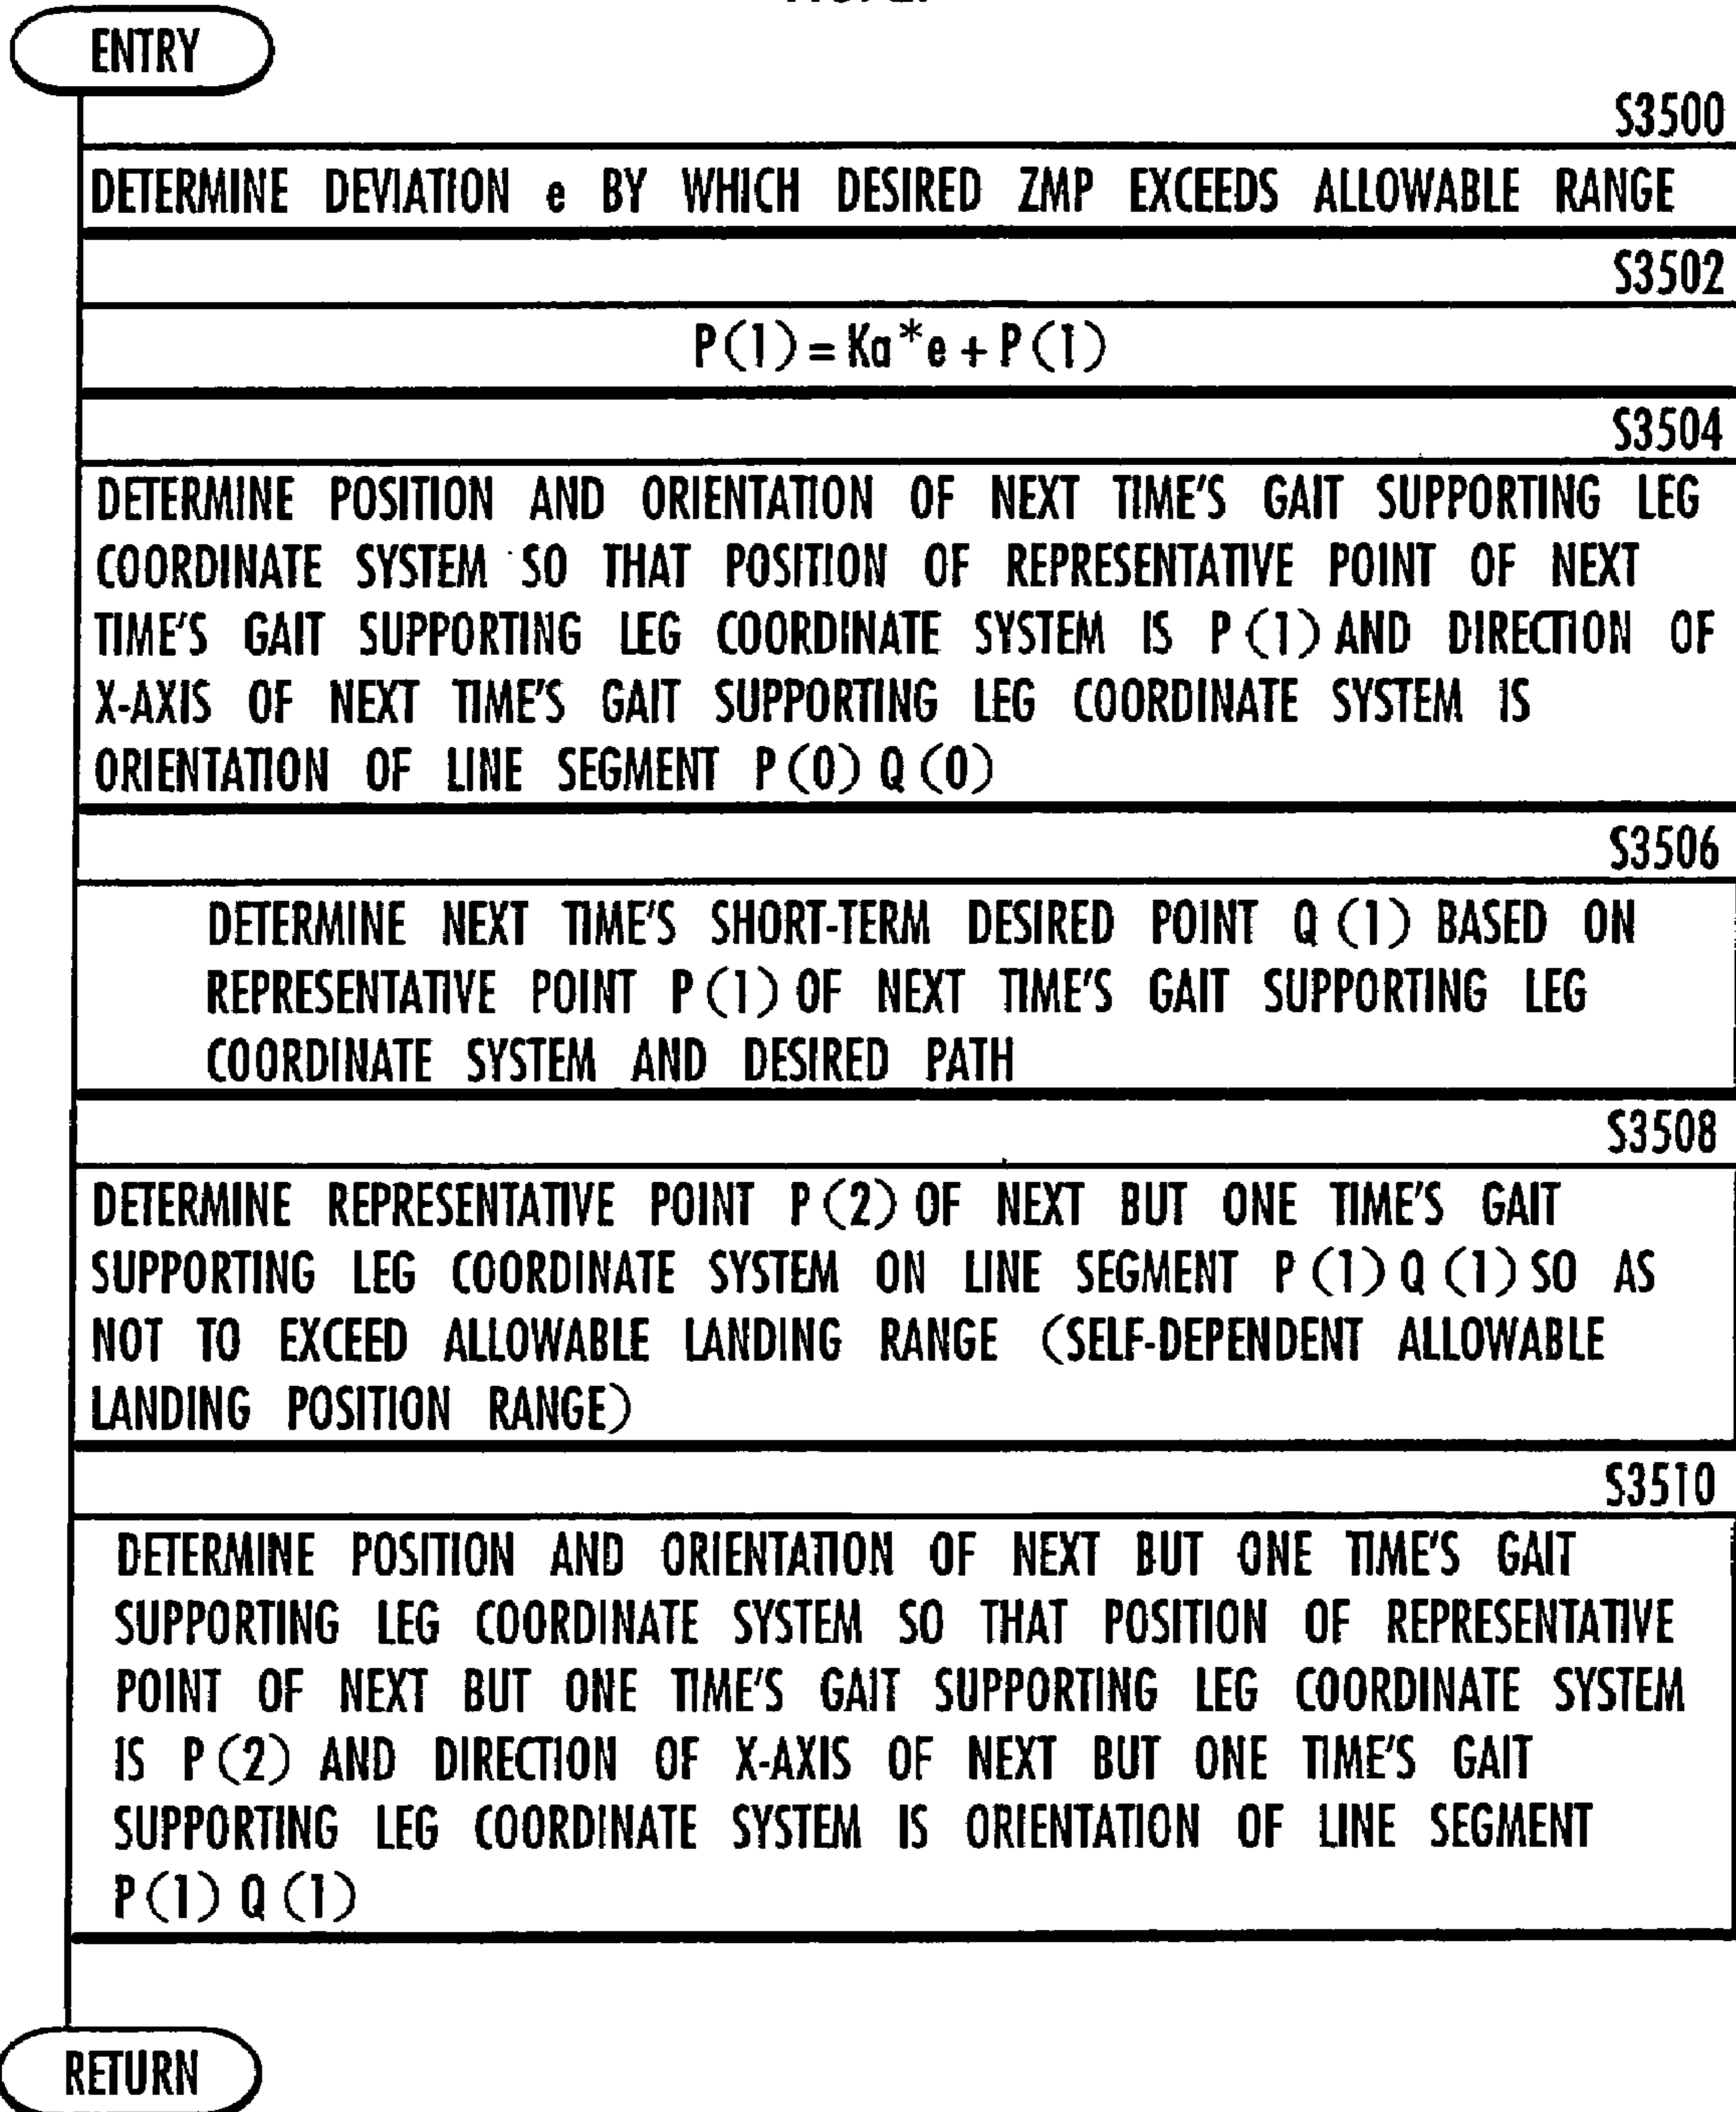 ENTRY
S3500
DETERMINE DEVIATION e BY WHICH DESIRED ZMP EXCEEDS ALLOWABLE RANGE
S3502
P(1)=Ka*e+P(1)
S3504
DETERMINE POSITION AND ORIENTATION OF NEXT TIME'S GAIT SUPPORTING LEG
COORDINATE SYSTEM SO THAT POSITION OF REPRESENTATIVE POINT OF NEXT
TIME'S GAIT SUPPORTING LEG COORDINATE SYSTEM IS P(1) AND DIRECTION OF
X-AXIS OF NEXT TIME'S GAIT SUPPORTING LEG COORDINATE SYSTEM IS
ORIENTATION OF LINE SEGMENT P(0)Q(0)
S3506
DETERMINE NEXT TIME'S SHORT-TERM DESIRED POINT Q(1) BASED ON
REPRESENTATIVE POINT P(1) OF NEXT TIME'S GAIT SUPPORTING LEG
COORDINATE SYSTEM AND DESIRED PATH
S3508
DETERMINE REPRESENTATIVE POINT P(2) OF NEXT BUT ONE TIME'S GAIT
SUPPORTING LEG COORDINATE SYSTEM ON LINE SEGMENT P(1)Q(1) SO AS
NOT TO EXCEED ALLOWABLE LANDING RANGE (SELF-DEPENDENT ALLOWABLE
LANDING POSITION RANGE)
S3510
DETERMINE POSITION AND ORIENTATION OF NEXT BUT ONE TIME'S GAIT
SUPPORTING LEG COORDINATE SYSTEM SO THAT POSITION OF REPRESENTATIVE
POINT OF NEXT BUT ONE TIME'S GAIT SUPPORTING LEG COORDINATE SYSTEM
IS P(2) AND DIRECTION OF X-AXIS OF NEXT BUT ONE TIME'S GAIT
SUPPORTING LEG COORDINATE SYSTEM IS ORIENTATION OF LINE SEGMENT
P(1)Q(1)
RETURN